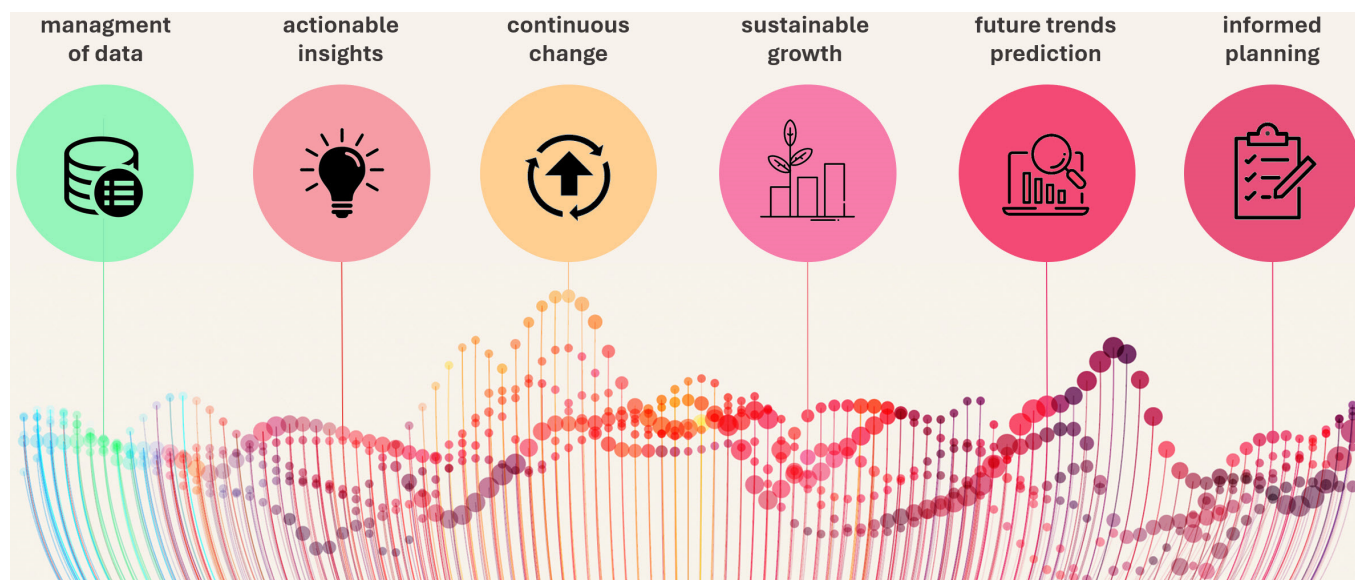 managment
of data
actionable
insights
continuous
change
sustainable
growth
future trends
prediction
informed
planning